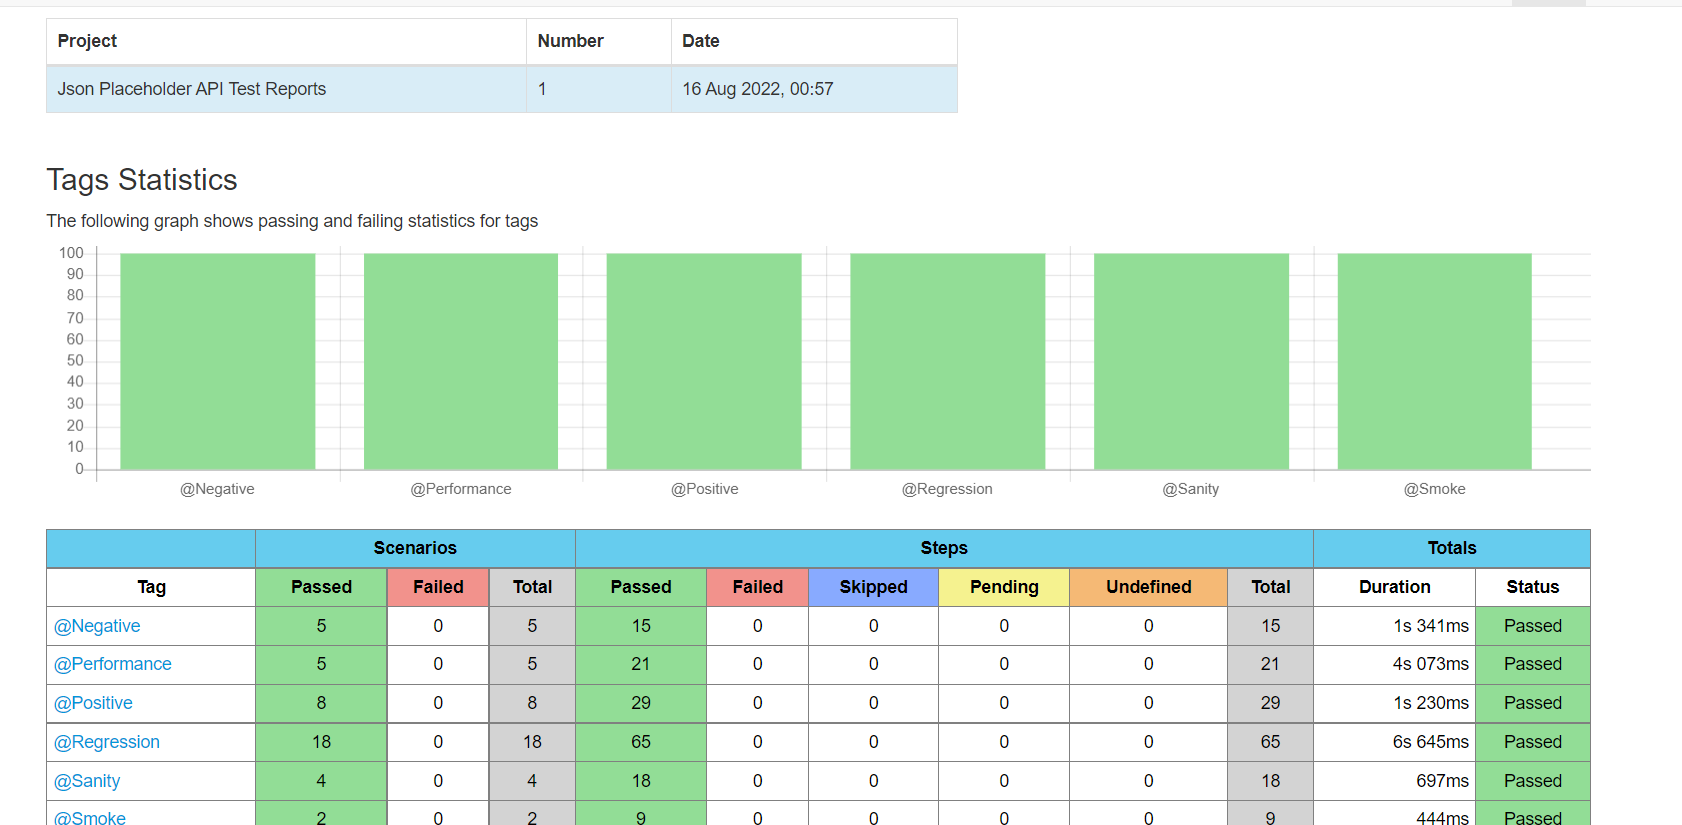 Project Number Date
Json Placeholder API Test Reports 1 16 Aug 2022, 00:57
Tags Statistics
The following graph shows passing and failing statistics for tags
100
90
80
70
60
50
40
30
20
10
0
@Negative @Performance @Positive @Regression @Sanity @Smoke
Scenarios Steps Totals
Tag Passed Failed Total Passed Failed Skipped Pending Undefined Total Duration Status
@Negative 5 0 5 15 0 0 0 0 15 1s 341ms Passed
@Performance 5 0 5 21 0 0 0 0 21 4s 073ms Passed
@Positive 8 0 8 29 0 0 0 0 29 1s 230ms Passed
@Regression 18 0 18 65 0 0 0 0 65 6s 645ms Passed
@Sanity 4 0 4 18 0 0 0 0 18 697ms Passed
@Smoke 2 0 2 9 0 0 0 0 9 444ms Passed